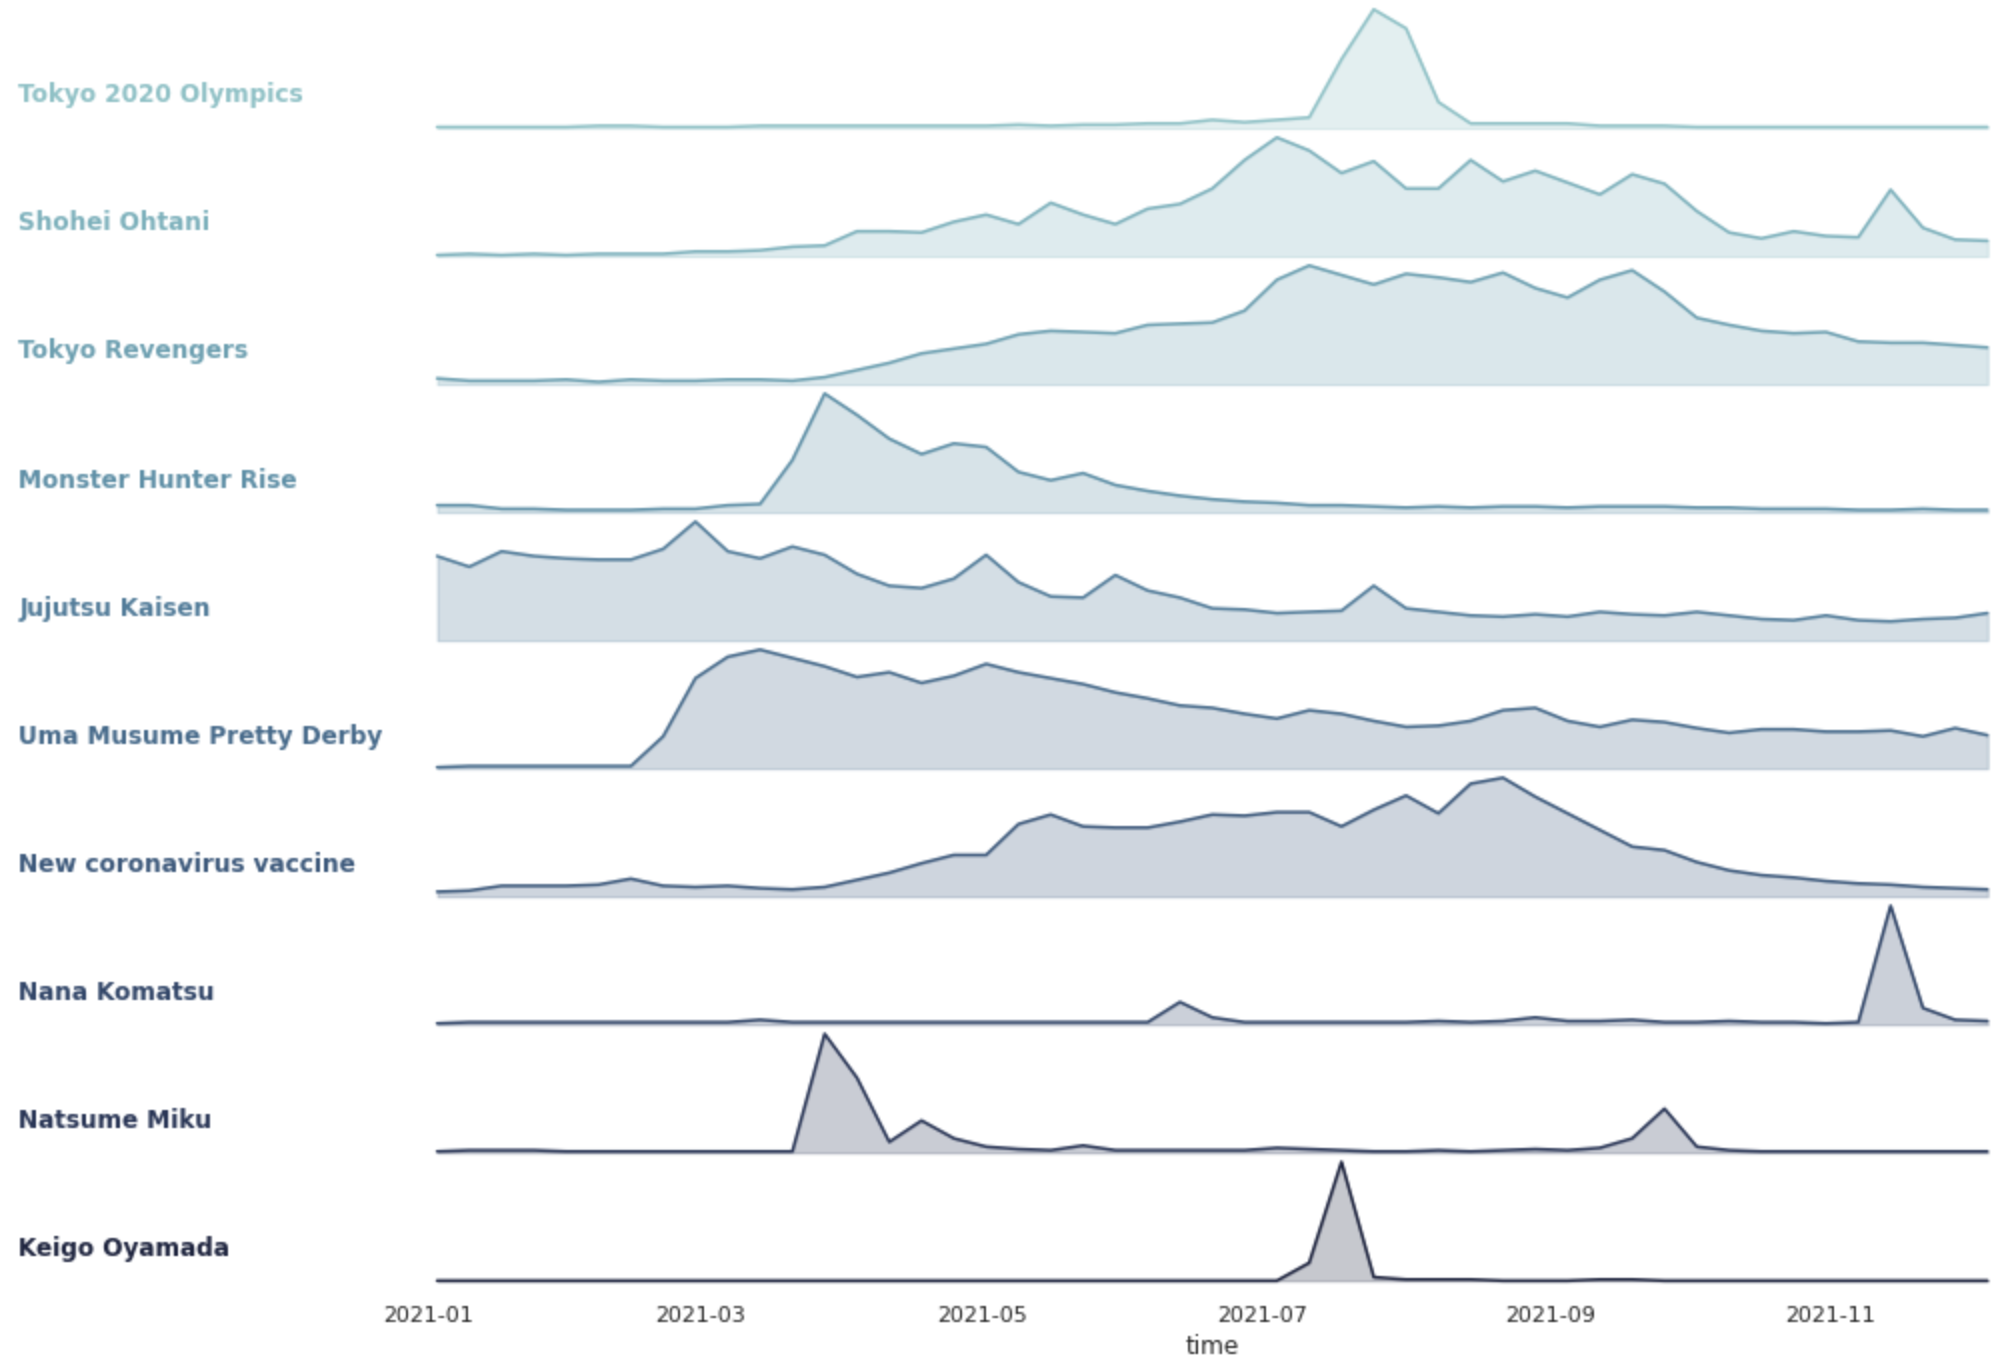 Tokyo 2020 Olympics
Shohei Ohtani
Tokyo Revengers
Monster Hunter Rise
Jujutsu Kaisen
Uma Musume Pretty Derby
New coronavirus vaccine
Nana Komatsu
Natsume Miku
Keigo Oyamada
2021-01 2021-03 2021-05 2021-07 2021-09 2021-11
time